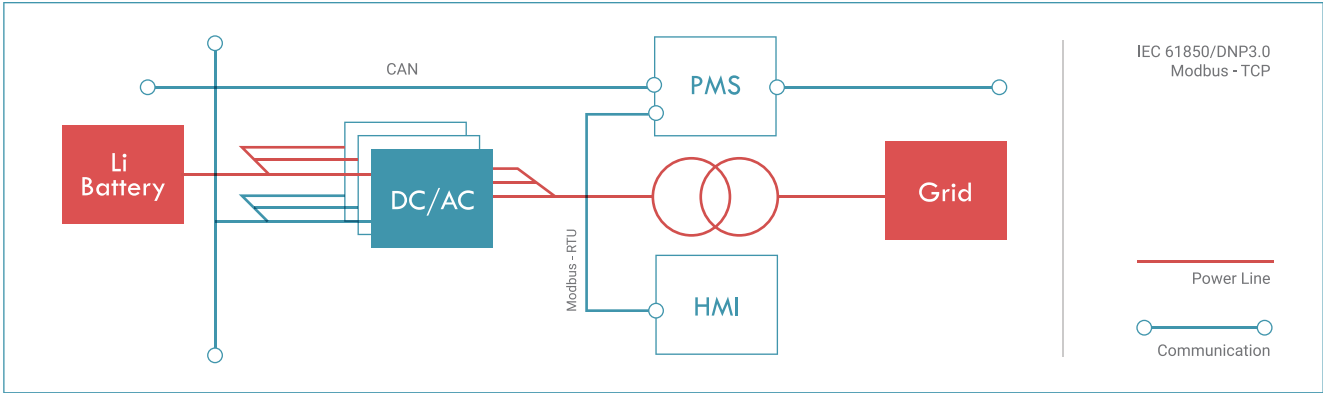 CAN
PMS
IEC 61850/DNP3.0
Modbus - TCP
Li
Battery
DC/AC
Grid
Modbus - RTU
HMI
Power Line
Communication